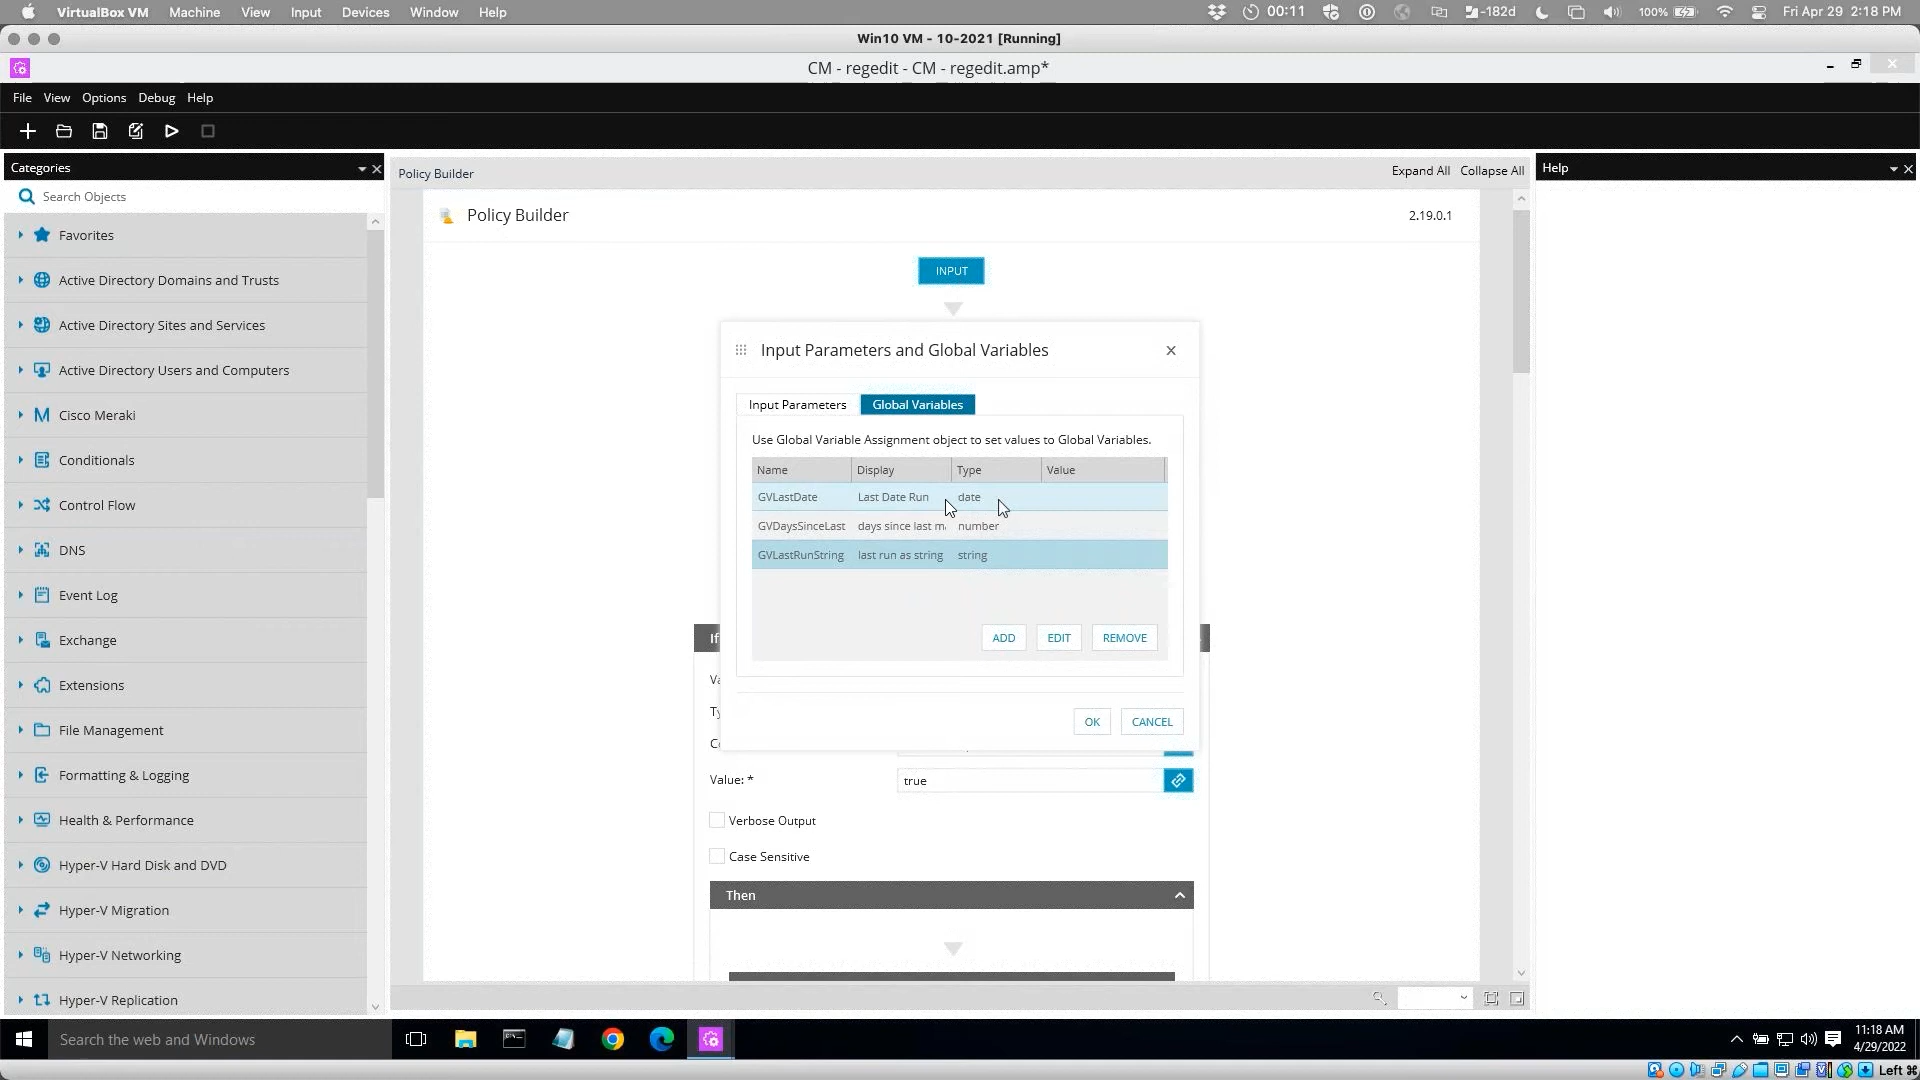 VirtualBox VM Machine View Input Devices Window Help 00:11 -182d 100% Fri Apr 29 2:18 PM
Win10 VM - 10-2021 [Running]
CM - regedit - CM - regedit.amp*
File View Options Debug Help
Categories
Search Objects
Favorites
Active Directory Domains and Trusts
Active Directory Sites and Services
Active Directory Users and Computers
Cisco Meraki
Conditionals
Control Flow
DNS
Event Log
Exchange
Extensions
File Management
Formatting & Logging
Health & Performance
Hyper-V Hard Disk and DVD
Hyper-V Migration
Hyper-V Networking
Hyper-V Replication
Policy Builder
Expand All Collapse All
Policy Builder
2.19.0.1
INPUT
Input Parameters and Global Variables
Input Parameters Global Variables
Use Global Variable Assignment object to set values to Global Variables.
Name Display Type Value
GVLastDate Last Date Run date
GVDaysSinceLast days since last number
GVLastRunString last run as string string
ADD EDIT REMOVE
OK CANCEL
If
Value: * true
Verbose Output
Case Sensitive
Then
Help
Search the web and Windows
11:18 AM
4/29/2022
Left ⌘